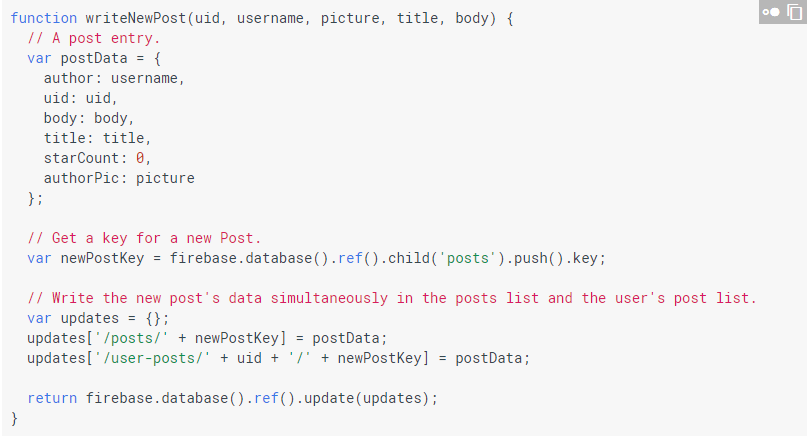 function writeNewPost(uid, username, picture, title, body) {
  // A post entry.
  var postData = {
    author: username,
    uid: uid,
    body: body,
    title: title,
    starCount: 0,
    authorPic: picture
  };

  // Get a key for a new Post.
  var newPostKey = firebase.database().ref().child('posts').push().key;

  // Write the new post's data simultaneously in the posts list and the user's post list.
  var updates = {};
  updates['/posts/' + newPostKey] = postData;
  updates['/user-posts/' + uid + '/' + newPostKey] = postData;

  return firebase.database().ref().update(updates);
}